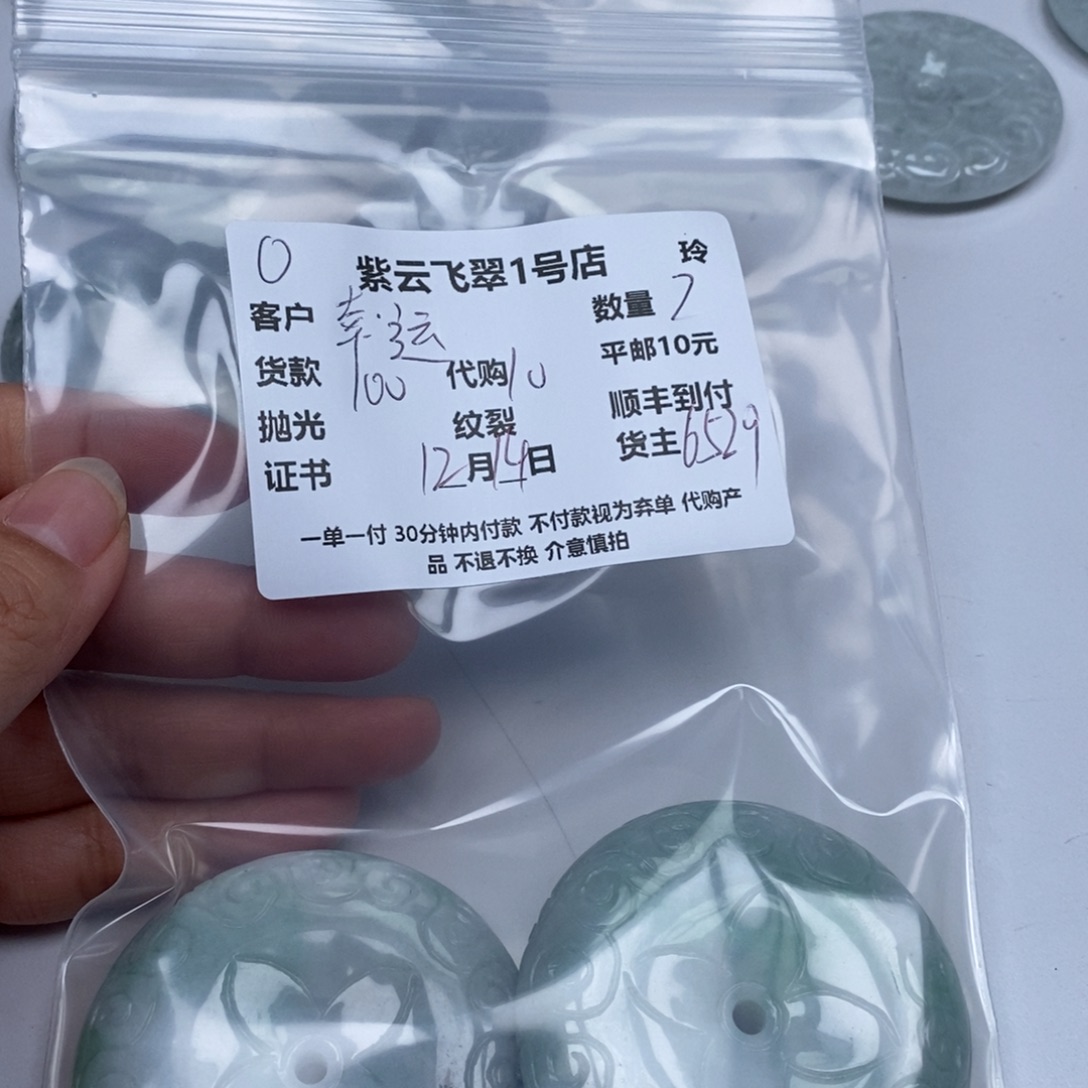 0 紫云飞翠1号店 玲
客户 幸运 数量 2
货款 100 代购 10 平邮10元
抛光 纹裂 顺丰到付
证书 12月14日 货主 6529
一单一付 30分钟内付款 不付款视为弃单 代购产
品 不退不换 介意慎拍